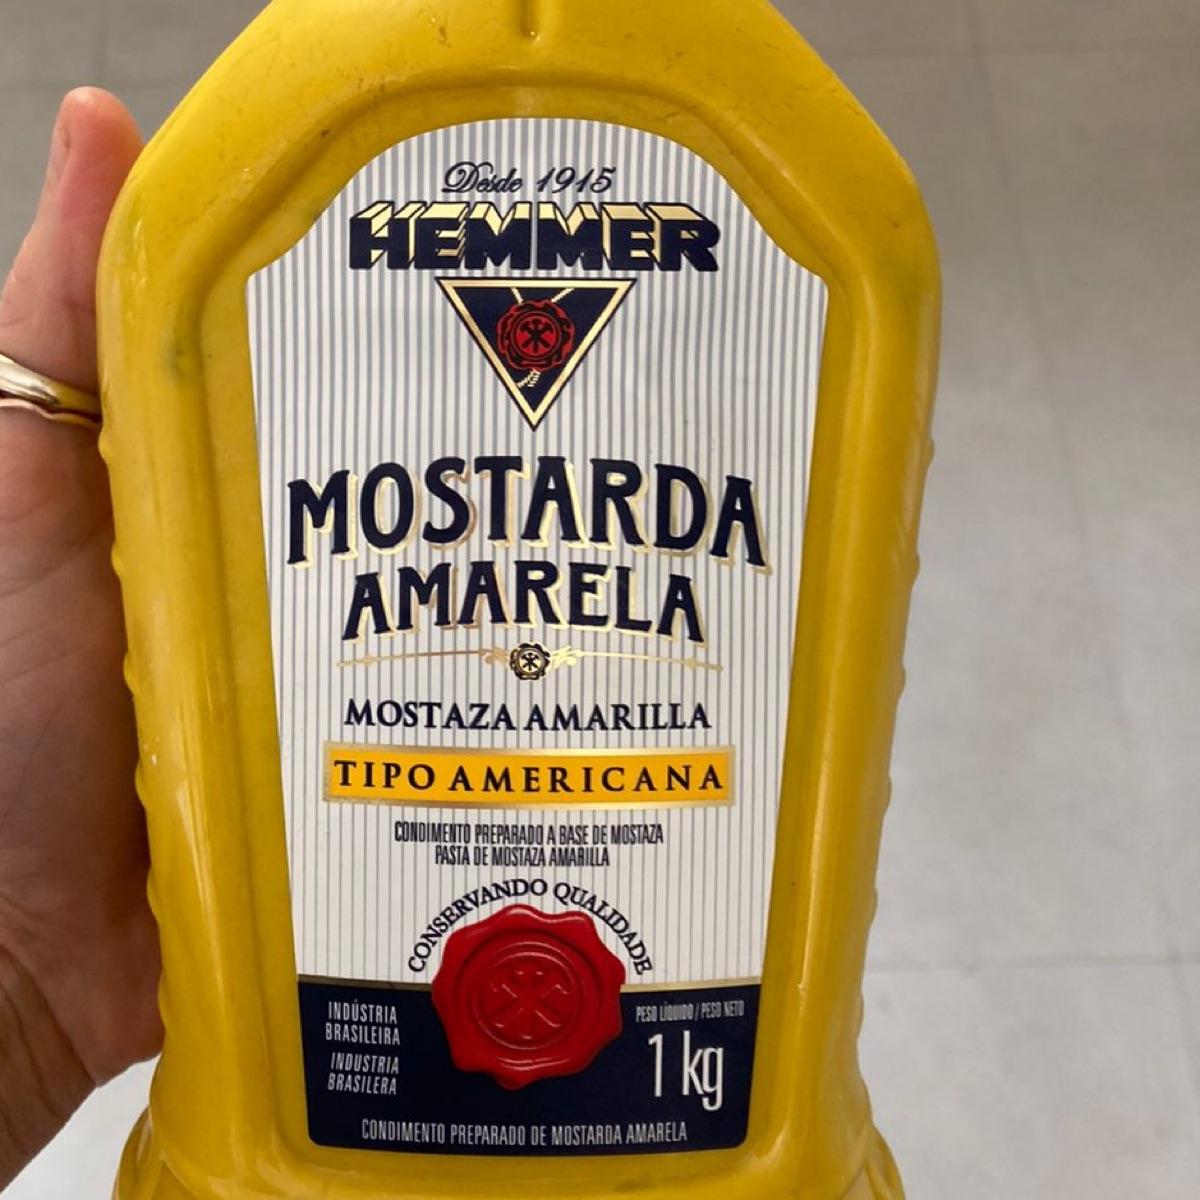 Desde 1915
HEMMER
MOSTARDA
AMARELA
MOSTAZA AMARILLA
TIPO AMERICANA
CONDIMENTO PREPARADO A BASE DE MOSTAZA
PASTA DE MOSTAZA AMARILLA
CONSERVANDO QUALIDADE
INDÚSTRIA
BRASILEIRA
INDUSTRIA
BRASILERA
PESO LÍQUIDO / PESO NETO
1 kg
CONDIMENTO PREPARADO DE MOSTARDA AMARELA